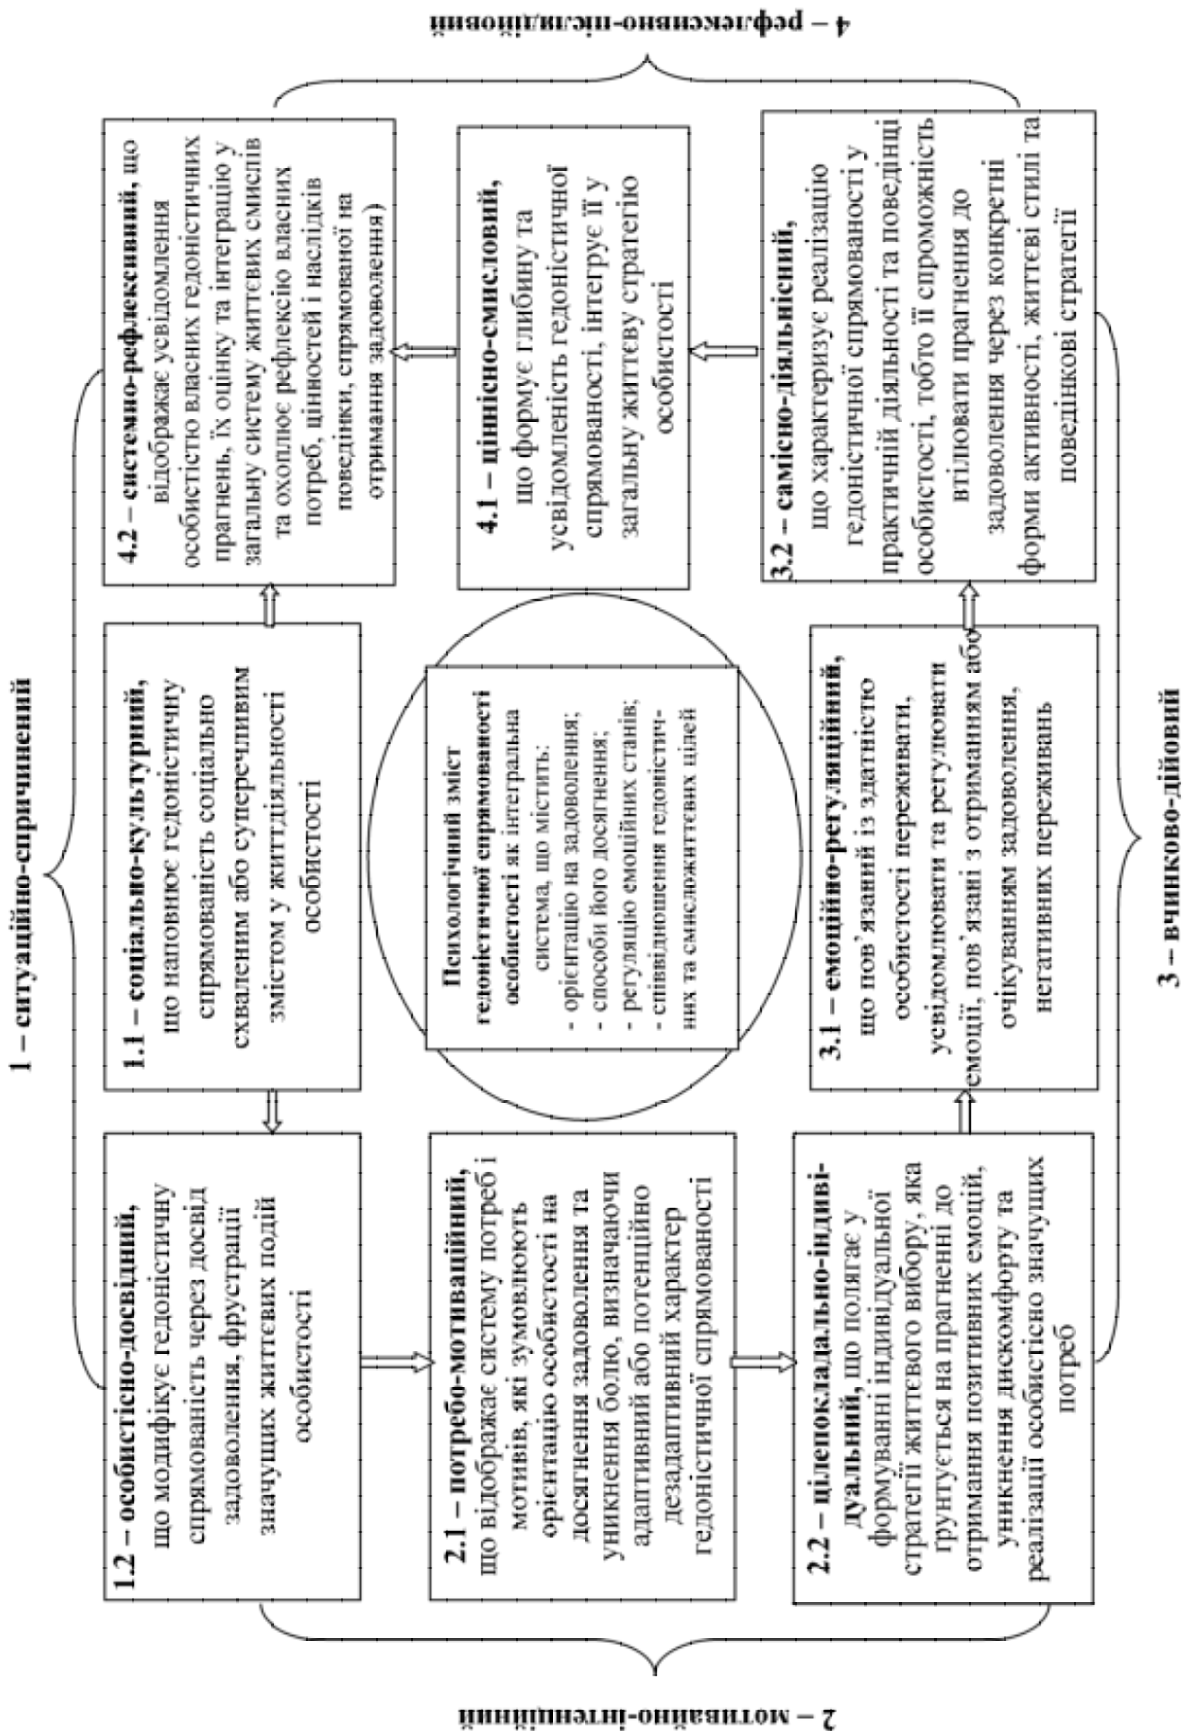 1 – ситуаційно-спричинений
1.2 – особистісно-досвідний,
що модифікує гедоністичну
спрямованість через досвід
задоволення, фрустрації
значущих життєвих подій
особистості
1.1 – соціально-культурний,
що наповнює гедоністичну
спрямованість соціально
схваленим або суперечливим
змістом у життдіяльності
особистості
4.2 – системо-рефлексивний, що
відображає усвідомлення
особистістю власних гедоністичних
прагнень, їх оцінку та інтеграцію у
загальну систему життєвих смислів
та охоплює рефлексію власних
потреб, цінностей і наслідків
поведінки, спрямованої на
отримання задоволення)
2 – мотивайно-інтенційний
2.1 – потребо-мотиваційний,
що відображає систему потреб і
мотивів, які зумовлюють
орієнтацію особистості на
досягнення задоволення та
уникнення болю, визначаючи
адаптивний або потенційно
дезадаптивний характер
гедоністичної спрямованості
Психологічний зміст
гедоністичної спрямованості
особистості як інтегральна
система, що містить:
- орієнтацію на задоволення;
- способи його досягнення;
- регуляцію емоційних станів;
- співвідношення гедоністич-
них та смисложиттєвих цілей
4.1 – ціннісно-смисловий,
що формує глибину та
усвідомленість гедоністичної
спрямованості, інтегрує її у
загальну життєву стратегію
особистості
4 – рефлексивно-післядійовий
2.2 – цілепокладально-індиві-
дуальний, що полягає у
формуванні індивідуальної
стратегії життєвого вибору, яка
ґрунтується на прагненні до
отримання позитивних емоцій,
уникнення дискомфорту та
реалізації особистісно значущих
потреб
3.1 – емоційно-регуляційний,
що пов’язаний із здатністю
особистості переживати,
усвідомлювати та регулювати
емоції, пов’язані з отриманням або
очікуванням задоволення,
негативних переживань
3.2 – самісно-діяльнісний,
що характеризує реалізацію
гедоністичної спрямованості у
практичній діяльності та поведінці
особистості, тобто її спроможність
втілювати прагнення до
задоволення через конкретні
форми активності, життєві стилі та
поведінкові стратегії
3 – вчинково-дійовий